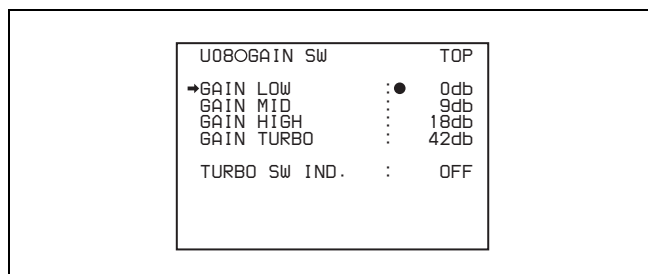 U08○GAIN SW TOP
➡GAIN LOW :● 0db
GAIN MID : 9db
GAIN HIGH : 18db
GAIN TURBO : 42db
TURBO SW IND. : OFF